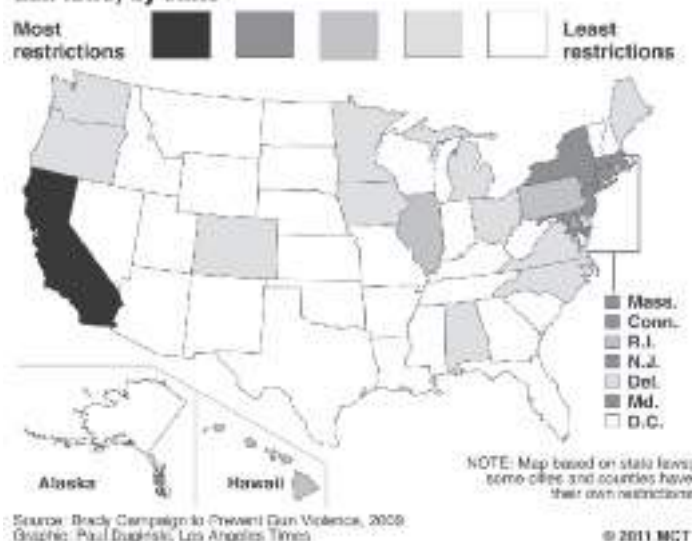 Most
restrictions
Least
restrictions
Mass.
Conn.
R.I.
N.J.
Del.
Md.
D.C.
Alaska
Hawaii
NOTE: Map based on state laws;
some cities and counties have
their own restrictions
Source: Brady Campaign to Prevent Gun Violence, 2009
Graphic: Paul Duginski, Los Angeles Times
© 2011 MCT